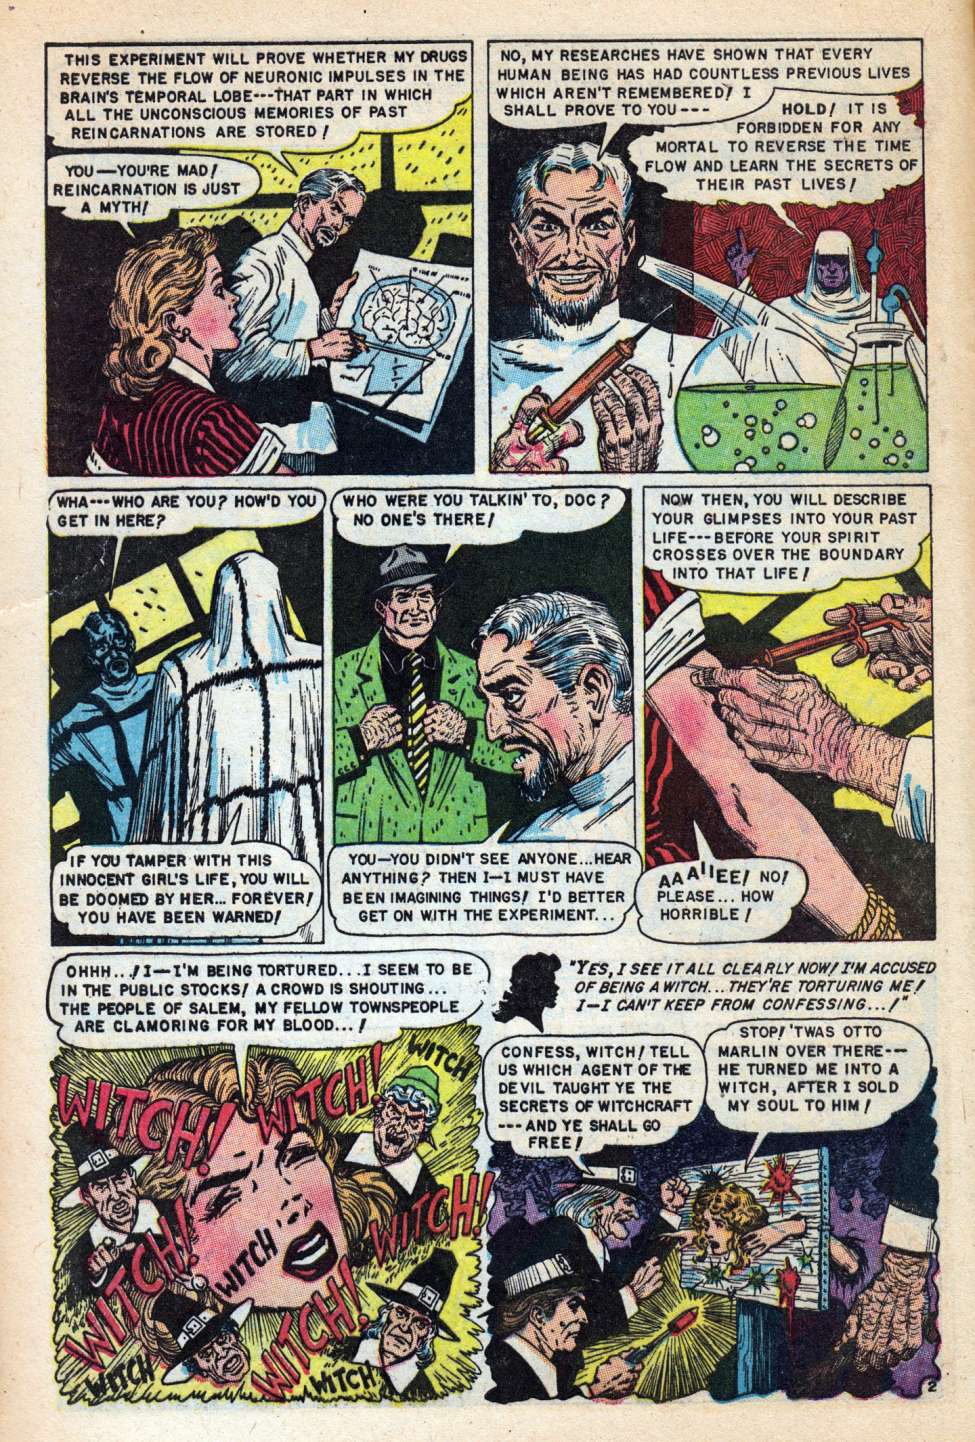 THIS EXPERIMENT WILL PROVE WHETHER MY DRUGS
REVERSE THE FLOW OF NEURONIC IMPULSES IN THE
BRAIN'S TEMPORAL LOBE---THAT PART IN WHICH
ALL THE UNCONSCIOUS MEMORIES OF PAST
REINCARNATIONS ARE STORED!
YOU—YOU'RE MAD!
REINCARNATION IS JUST
A MYTH!
NO, MY RESEARCHES HAVE SHOWN THAT EVERY
HUMAN BEING HAS HAD COUNTLESS PREVIOUS LIVES
WHICH AREN'T REMEMBERED! I
SHALL PROVE TO YOU---
HOLD! IT IS
FORBIDDEN FOR ANY
MORTAL TO REVERSE THE TIME
FLOW AND LEARN THE SECRETS OF
THEIR PAST LIVES!
WHA---WHO ARE YOU? HOW'D YOU
GET IN HERE?
IF YOU TAMPER WITH THIS
INNOCENT GIRL'S LIFE, YOU WILL
BE DOOMED BY HER... FOREVER!
YOU HAVE BEEN WARNED!
WHO WERE YOU TALKIN' TO, DOC?
NO ONE'S THERE!
YOU—YOU DIDN'T SEE ANYONE...HEAR
ANYTHING? THEN I—I MUST HAVE
BEEN IMAGINING THINGS! I'D BETTER
GET ON WITH THE EXPERIMENT...
NOW THEN, YOU WILL DESCRIBE
YOUR GLIMPSES INTO YOUR PAST
LIFE---BEFORE YOUR SPIRIT
CROSSES OVER THE BOUNDARY
INTO THAT LIFE!
AAAIIEE! NO!
PLEASE... HOW
HORRIBLE!
OHHH...! I—I'M BEING TORTURED...I SEEM TO BE
IN THE PUBLIC STOCKS! A CROWD IS SHOUTING...
THE PEOPLE OF SALEM, MY FELLOW TOWNSPEOPLE
ARE CLAMORING FOR MY BLOOD...!
WITCH!
WITCH!
WITCH!
WITCH
WITCH!
WITCH
WITCH!
WITCH
WITCH!
WITCH
"YES, I SEE IT ALL CLEARLY NOW! I'M ACCUSED
OF BEING A WITCH... THEY'RE TORTURING ME!
I—I CAN'T KEEP FROM CONFESSING...!"
CONFESS, WITCH! TELL
US WHICH AGENT OF THE
DEVIL TAUGHT YE THE
SECRETS OF WITCHCRAFT
---AND YE SHALL GO
FREE!
STOP! 'TWAS OTTO
MARLIN OVER THERE---
HE TURNED ME INTO A
WITCH, AFTER I SOLD
MY SOUL TO HIM!
2